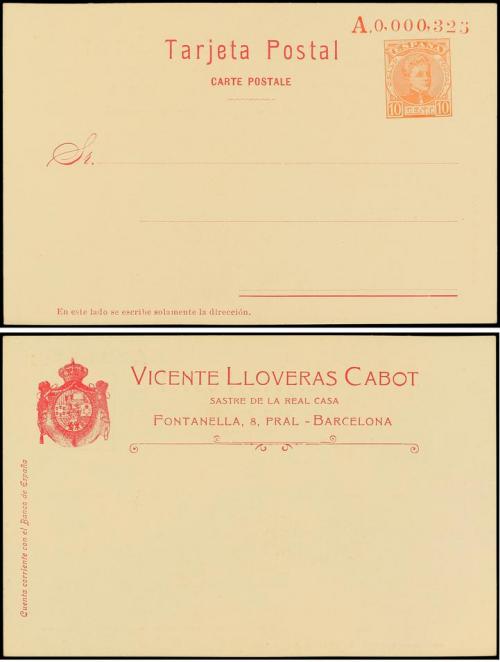 A.0,000,325
Tarjeta Postal
CARTE POSTALE
ESPAÑA
10 CENT. 10
Sr.
En este lado se escribe solamente la dirección.
VICENTE LLOVERAS CABOT
SASTRE DE LA REAL CASA
FONTANELLA, 8, PRAL - BARCELONA
Cuenta corriente con el Banco de España